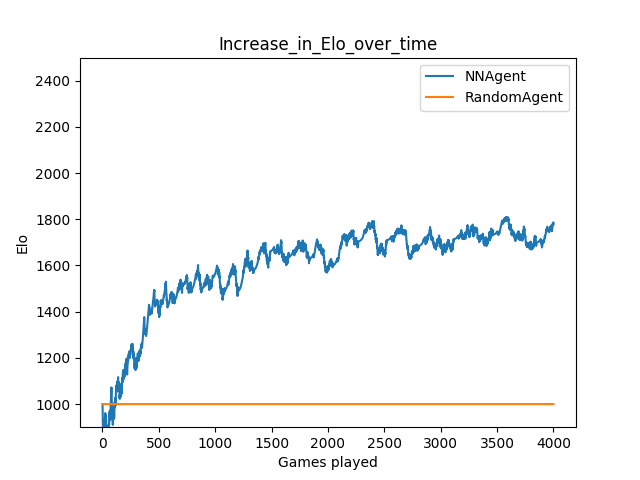 Increase_in_Elo_over_time
NNAgent
RandomAgent
2400
2200
2000
1800
1600
1400
1200
1000
Elo
0 500 1000 1500 2000 2500 3000 3500 4000
Games played